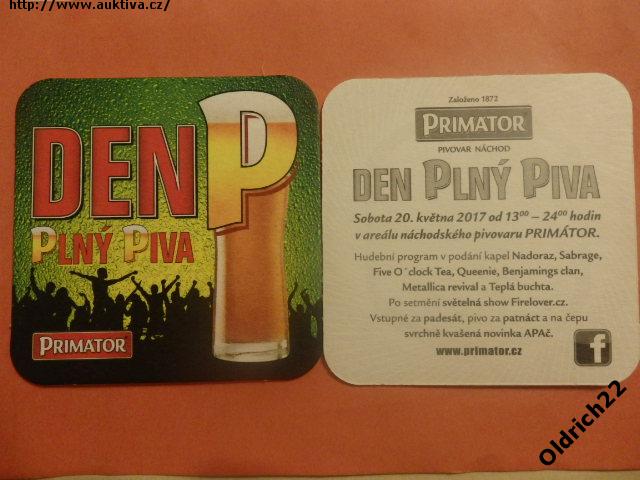 http://www.auktiva.cz/
DEN P
PLNÝ PIVA
PRIMÁTOR
Založeno 1872
PRIMÁTOR
PIVOVAR NÁCHOD
DEN PLNÝ PIVA
Sobota 20. května 2017 od 13⁰⁰ – 24⁰⁰ hodin
v areálu náchodského pivovaru PRIMÁTOR.
Hudební program v podání kapel Nadoraz, Sabrage,
Five O´clock Tea, Queenie, Benjamings clan,
Metallica revival a Teplá buchta.
Po setmění světelná show Firelover.cz.
Vstupné za padesát, pivo za patnáct a na čepu
svrchně kvašená novinka APAč.
www.primator.cz
f
Oldrich22